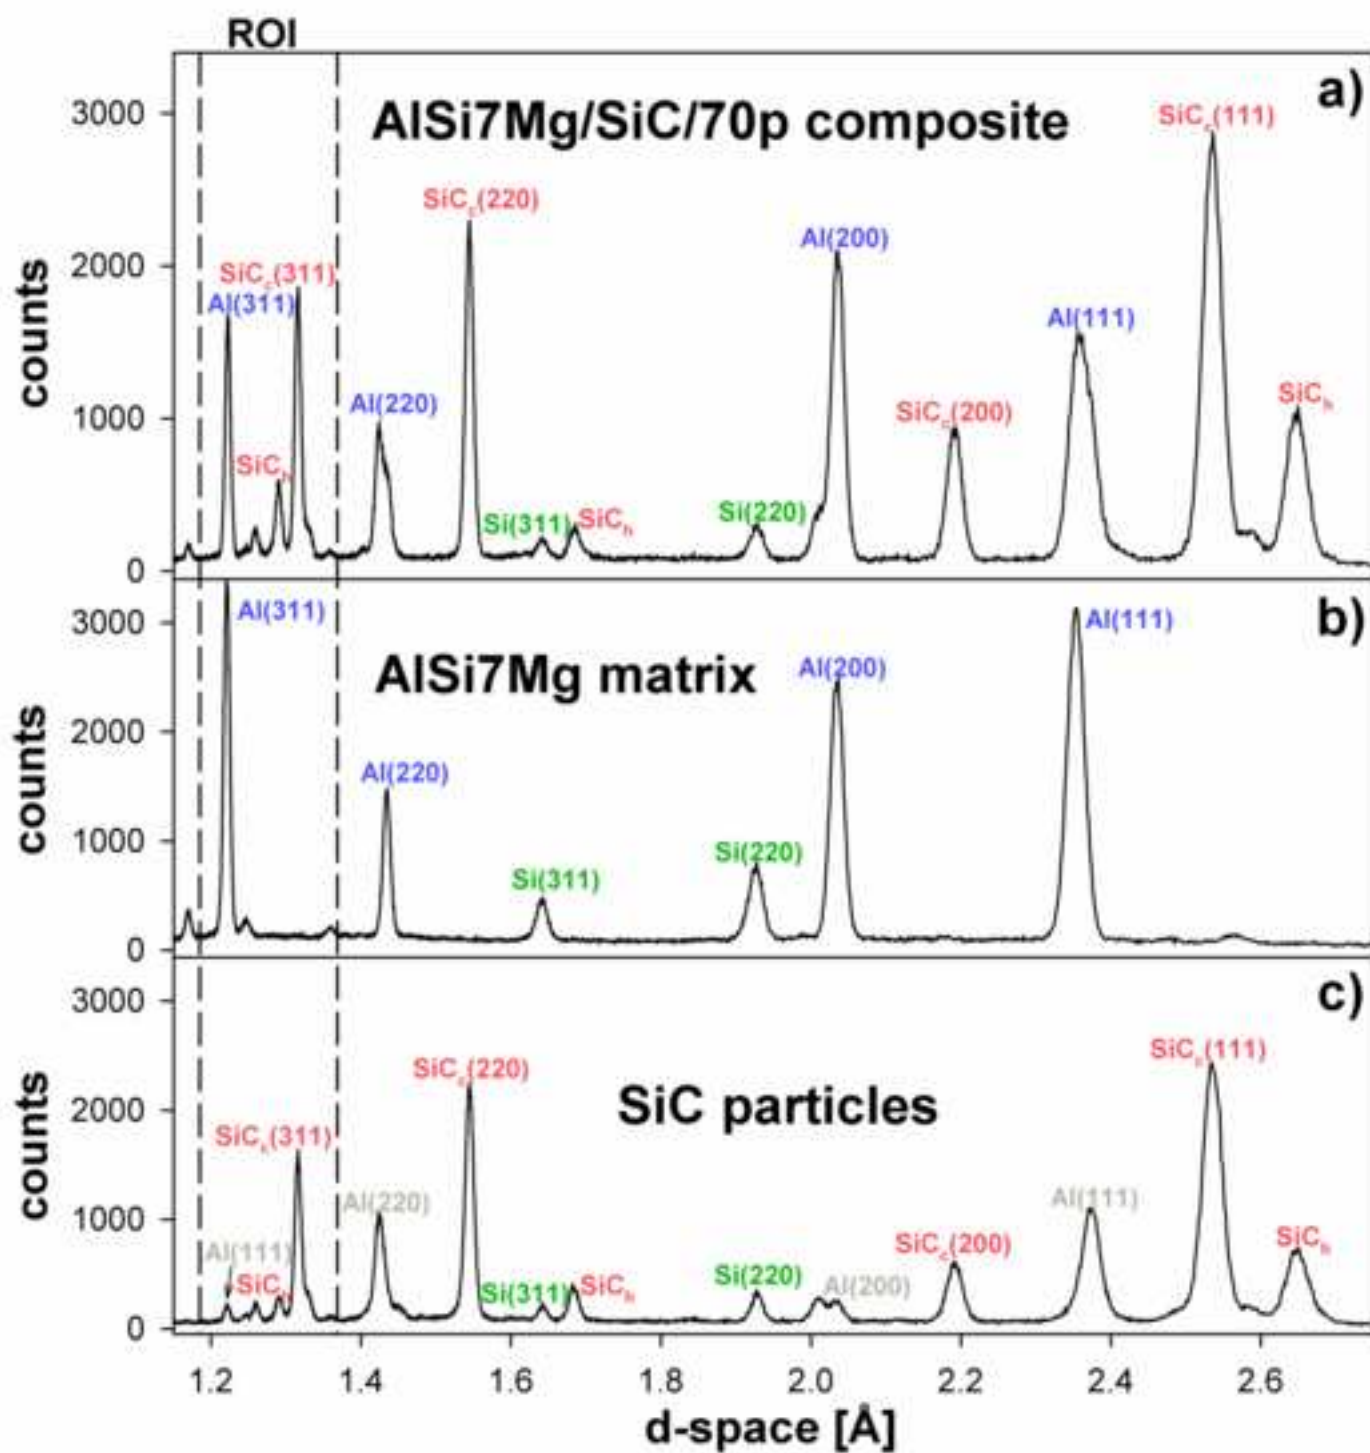 ROI
a)
AlSi7Mg/SiC/70p composite
3000
2000
1000
0
counts
SiCc(111)
SiCc(220)
Al(200)
SiCc(311)
Al(311)
Al(111)
Al(220)
SiCc(200)
SiCh
SiCh
Si(311)
SiCh
Si(220)
b)
AlSi7Mg matrix
3000
2000
1000
0
counts
Al(311)
Al(111)
Al(200)
Al(220)
Si(220)
Si(311)
c)
SiC particles
3000
2000
1000
0
counts
SiCc(111)
SiCc(220)
SiCc(311)
Al(220)
Al(111)
Al(111)
SiCc(200)
SiCh
SiCh
Si(311)
SiCh
Si(220)
Al(200)
1.2 1.4 1.6 1.8 2.0 2.2 2.4 2.6
d-space [Å]